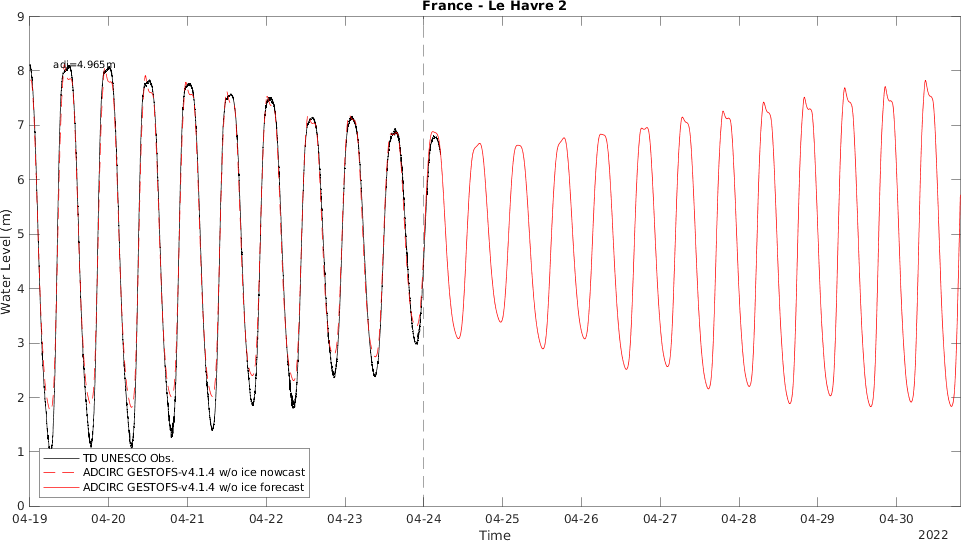 France - Le Havre 2
9
8
7
6
5
4
3
2
1
0
Water Level (m)
adj=4.965m
TD UNESCO Obs.
ADCIRC GESTOFS-v4.1.4 w/o ice nowcast
ADCIRC GESTOFS-v4.1.4 w/o ice forecast
04-19 04-20 04-21 04-22 04-23 04-24 04-25 04-26 04-27 04-28 04-29 04-30
Time
2022